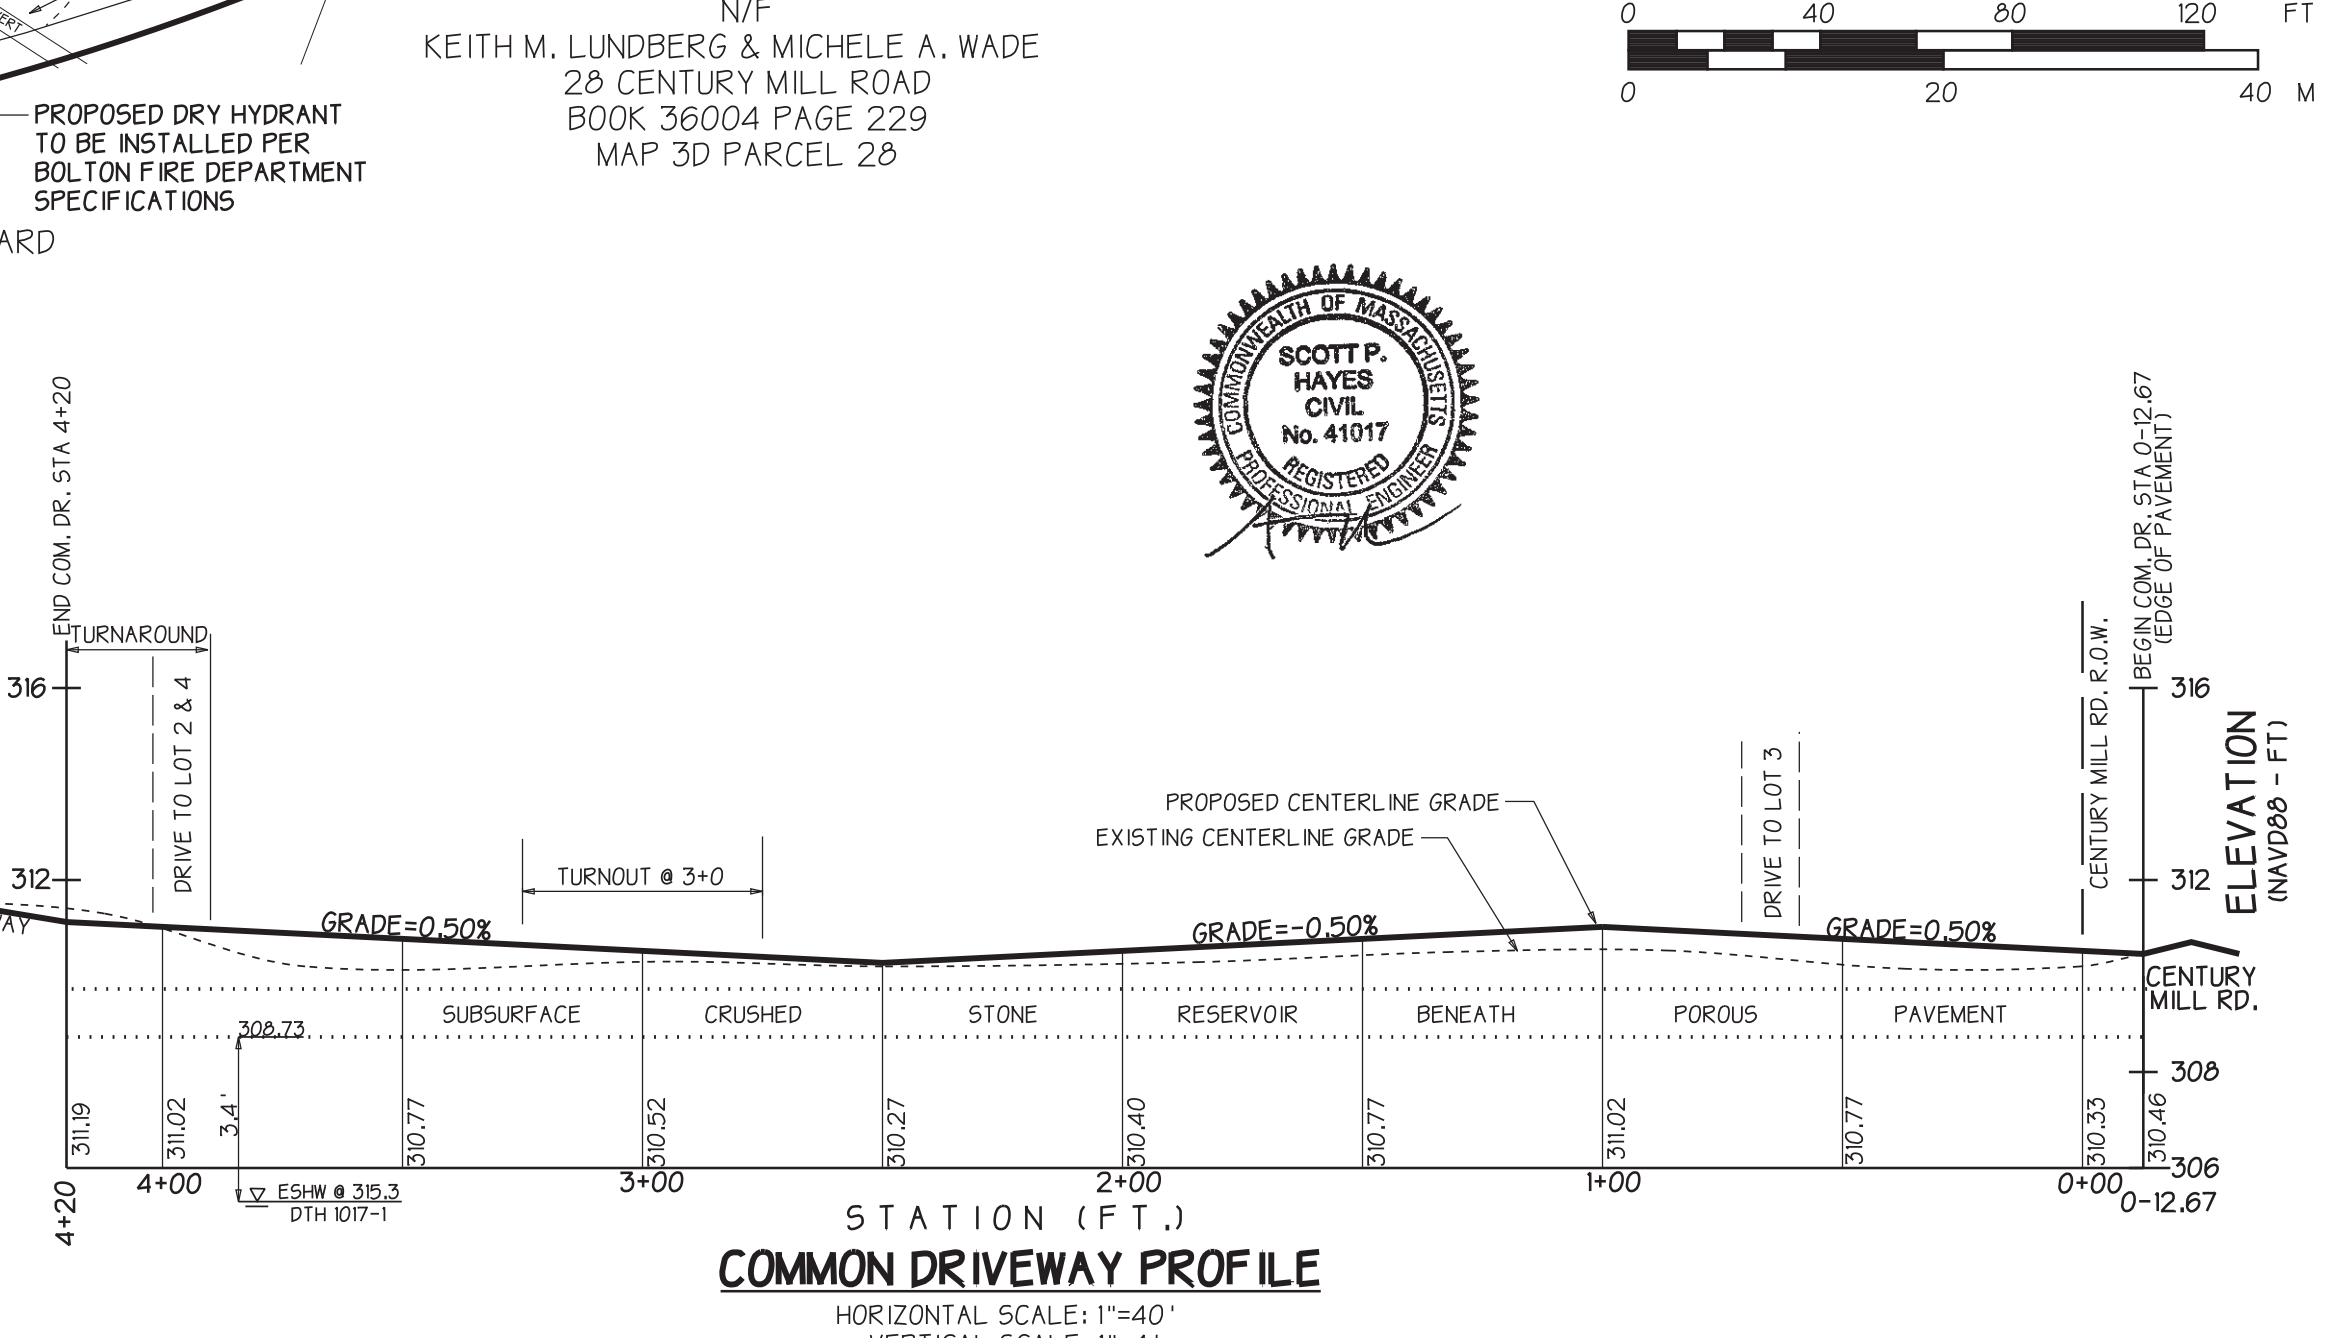 N/F
KEITH M. LUNDBERG & MICHELE A. WADE
28 CENTURY MILL ROAD
BOOK 36004 PAGE 229
MAP 3D PARCEL 28
0 40 80 120 FT
0 20 40 M
PROPOSED DRY HYDRANT
TO BE INSTALLED PER
BOLTON FIRE DEPARTMENT
SPECIFICATIONS
ARD
COMMONWEALTH OF MASSACHUSETTS
SCOTT P.
HAYES
CIVIL
No. 41017
REGISTERED
PROFESSIONAL ENGINEER
END COM. DR. STA 4+20
TURNAROUND
DRIVE TO LOT 2 & 4
316
312
TURNOUT @ 3+0
PROPOSED CENTERLINE GRADE
EXISTING CENTERLINE GRADE
DRIVE TO LOT 3
CENTURY MILL RD. R.O.W.
BEGIN COM. DR. STA 0-12.67
(EDGE OF PAVEMENT)
316
312
308
306
ELEVATION
(NAVD88 - FT)
GRADE=0.50%
GRADE=-0.50%
GRADE=0.50%
CENTURY
MILL RD.
SUBSURFACE CRUSHED STONE RESERVOIR BENEATH POROUS PAVEMENT
308.73
3.4'
311.19 311.02 310.77 310.52 310.27 310.40 310.77 311.02 310.77 310.33 310.46
4+20 4+00 3+00 2+00 1+00 0+00 0-12.67
ESHW @ 315.3
DTH 1017-1
STATION (FT.)
COMMON DRIVEWAY PROFILE
HORIZONTAL SCALE: 1"=40'